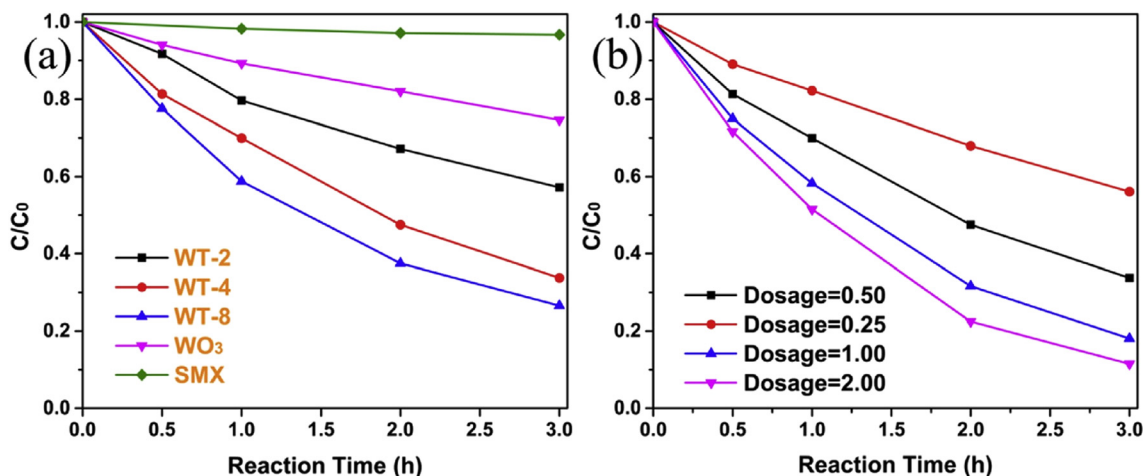 (a)
C/C₀
1.0
0.8
0.6
0.4
0.2
0.0
WT-2
WT-4
WT-8
WO₃
SMX
0.0 0.5 1.0 1.5 2.0 2.5 3.0
Reaction Time (h)
(b)
C/C₀
1.0
0.8
0.6
0.4
0.2
0.0
Dosage=0.50
Dosage=0.25
Dosage=1.00
Dosage=2.00
0.0 0.5 1.0 1.5 2.0 2.5 3.0
Reaction Time (h)